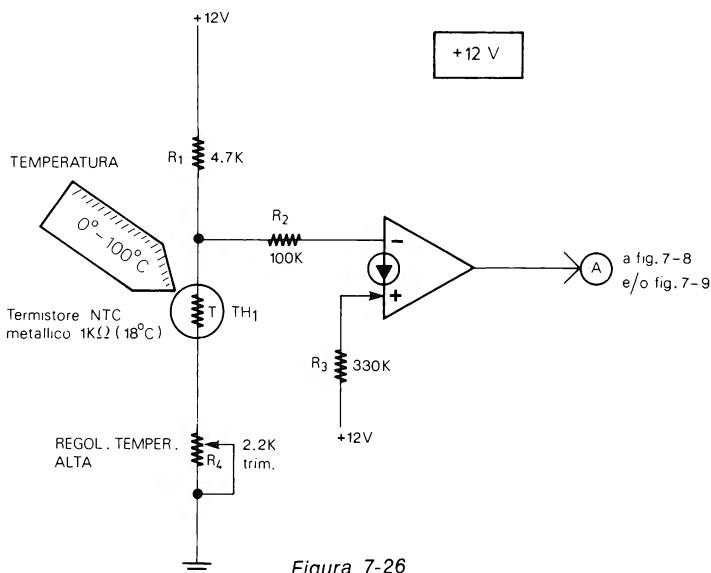 +12V
+12 V
R1 4.7K
TEMPERATURA
0°-100°C
R2
100K
−
+
A
a fig. 7-8
e/o fig. 7-9
Termistore NTC
metallico 1KΩ (18°C)
T
TH1
R3 330K
+12V
REGOL. TEMPER.
ALTA
R4
2.2K
trim.
Figura 7-26